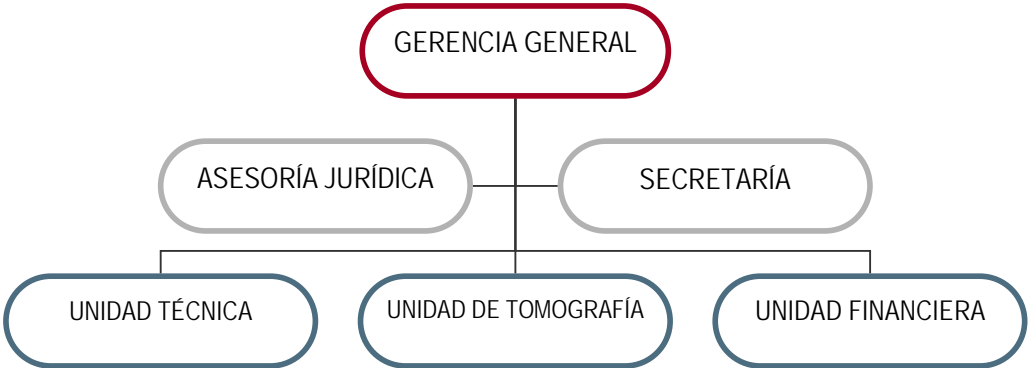 GERENCIA GENERAL
ASESORÍA JURÍDICA
SECRETARÍA
UNIDAD TÉCNICA
UNIDAD DE TOMOGRAFÍA
UNIDAD FINANCIERA